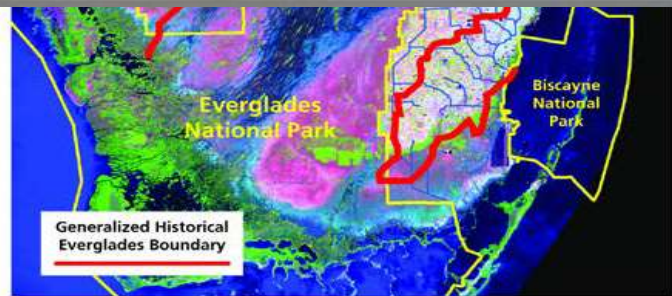 Everglades
National Park
Biscayne
National
Park
Generalized Historical
Everglades Boundary